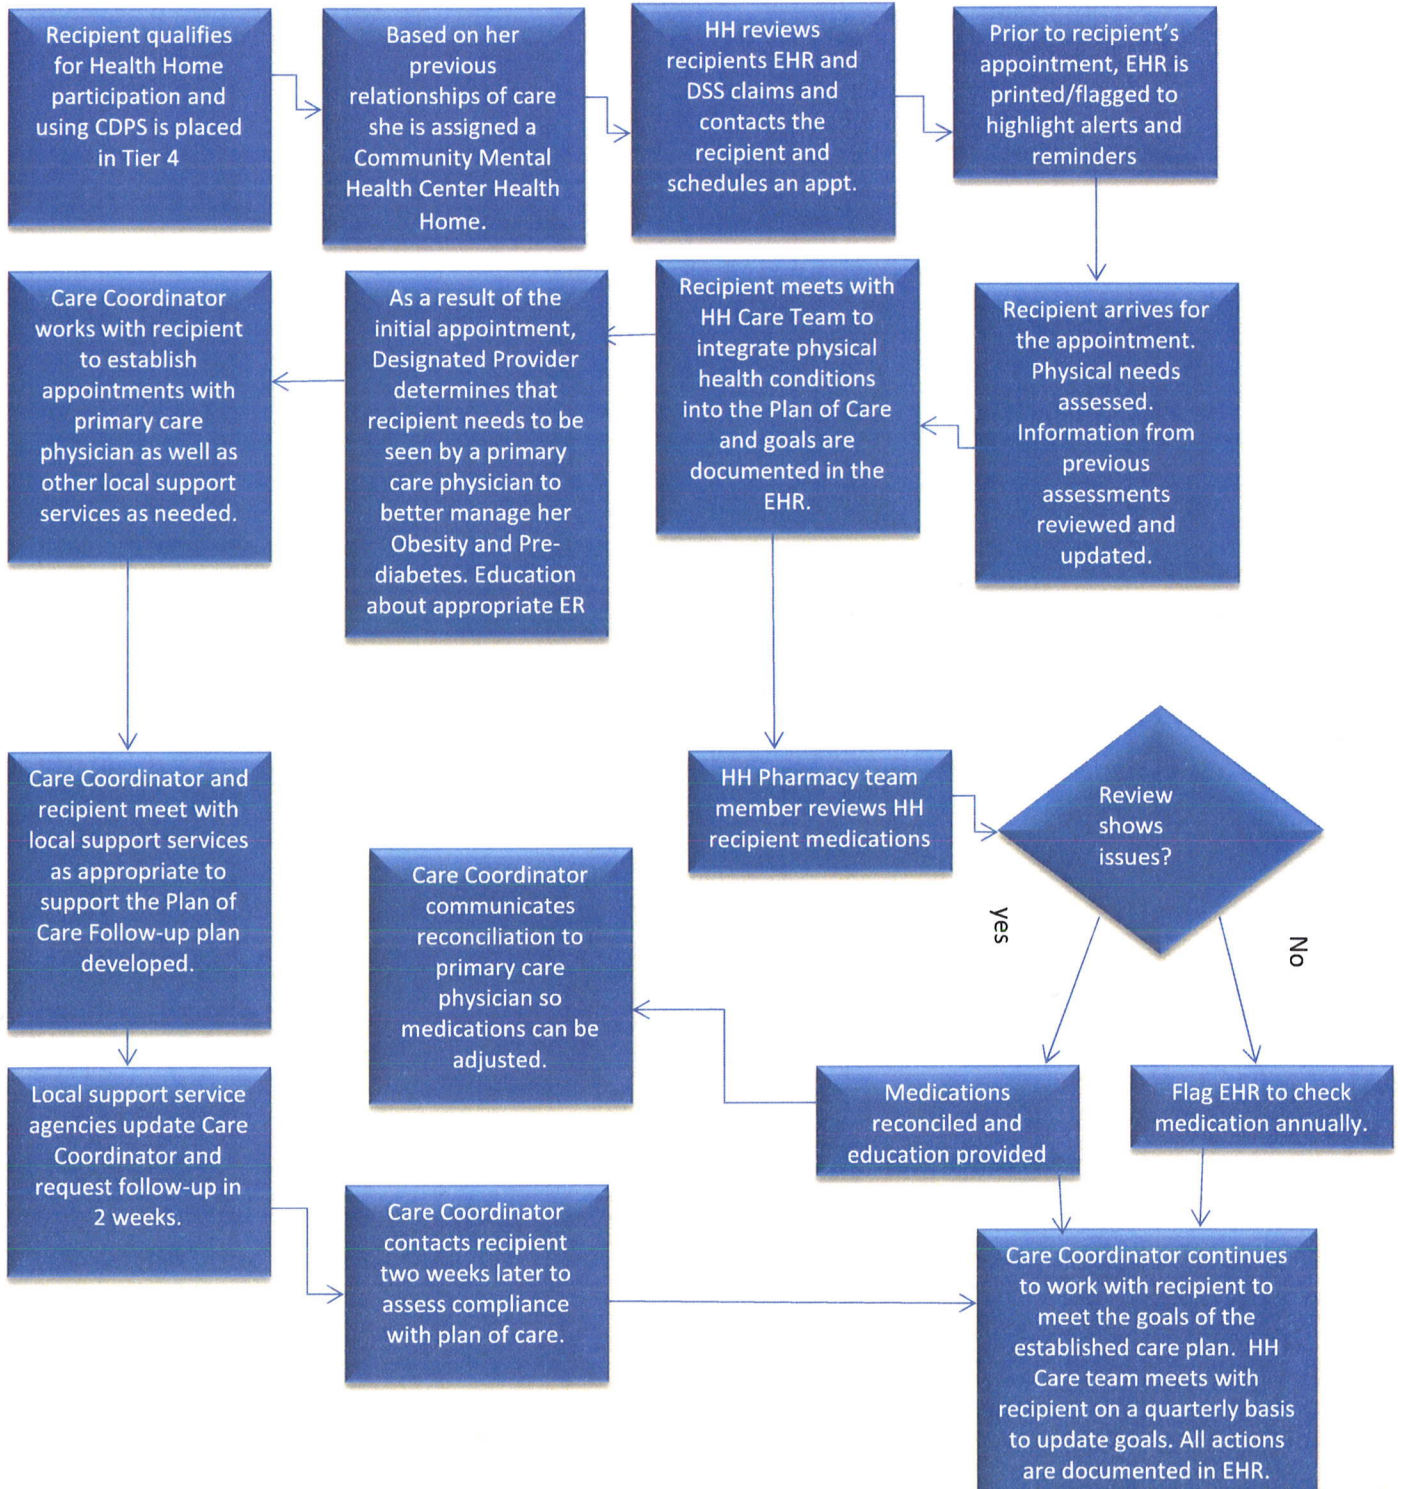 Recipient qualifies
for Health Home
participation and
using CDPS is placed
in Tier 4
Based on her
previous
relationships of care
she is assigned a
Community Mental
Health Center Health
Home.
HH reviews
recipients EHR and
DSS claims and
contacts the
recipient and
schedules an appt.
Prior to recipient’s
appointment, EHR is
printed/flagged to
highlight alerts and
reminders
Recipient arrives for
the appointment.
Physical needs
assessed.
Information from
previous
assessments
reviewed and
updated.
Recipient meets with
HH Care Team to
integrate physical
health conditions
into the Plan of Care
and goals are
documented in the
EHR.
As a result of the
initial appointment,
Designated Provider
determines that
recipient needs to be
seen by a primary
care physician to
better manage her
Obesity and Pre-
diabetes. Education
about appropriate ER
Care Coordinator
works with recipient
to establish
appointments with
primary care
physician as well as
other local support
services as needed.
Care Coordinator and
recipient meet with
local support services
as appropriate to
support the Plan of
Care Follow-up plan
developed.
Local support service
agencies update Care
Coordinator and
request follow-up in
2 weeks.
Care Coordinator
contacts recipient
two weeks later to
assess compliance
with plan of care.
HH Pharmacy team
member reviews HH
recipient medications
Review
shows
issues?
yes
No
Medications
reconciled and
education provided
Flag EHR to check
medication annually.
Care Coordinator
communicates
reconciliation to
primary care
physician so
medications can be
adjusted.
Care Coordinator continues
to work with recipient to
meet the goals of the
established care plan.  HH
Care team meets with
recipient on a quarterly basis
to update goals. All actions
are documented in EHR.